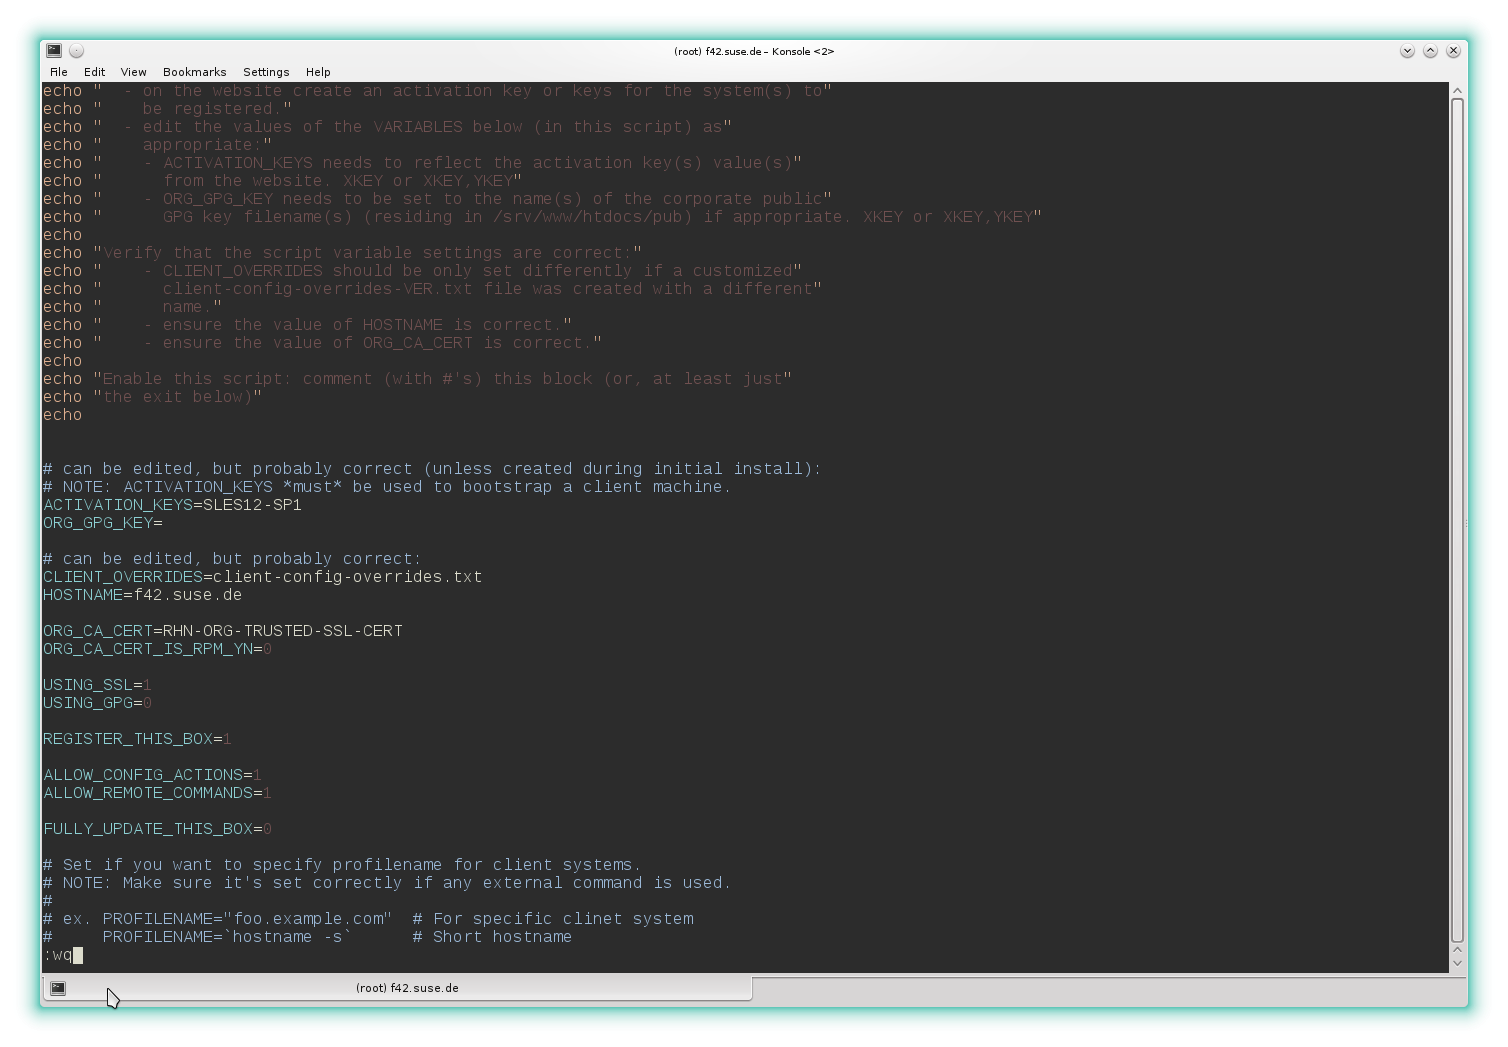 (root) f42.suse.de – Konsole <2>
File Edit View Bookmarks Settings Help
echo "  - on the website create an activation key or keys for the system(s) to"
echo "    be registered."
echo "  - edit the values of the VARIABLES below (in this script) as"
echo "    appropriate:"
echo "    - ACTIVATION_KEYS needs to reflect the activation key(s) value(s)"
echo "      from the website. XKEY or XKEY,YKEY"
echo "    - ORG_GPG_KEY needs to be set to the name(s) of the corporate public"
echo "      GPG key filename(s) (residing in /srv/www/htdocs/pub) if appropriate. XKEY or XKEY,YKEY"
echo
echo "Verify that the script variable settings are correct:"
echo "    - CLIENT_OVERRIDES should be only set differently if a customized"
echo "      client-config-overrides-VER.txt file was created with a different"
echo "      name."
echo "    - ensure the value of HOSTNAME is correct."
echo "    - ensure the value of ORG_CA_CERT is correct."
echo
echo "Enable this script: comment (with #'s) this block (or, at least just"
echo "the exit below)"
echo
# can be edited, but probably correct (unless created during initial install):
# NOTE: ACTIVATION_KEYS *must* be used to bootstrap a client machine.
ACTIVATION_KEYS=SLES12-SP1
ORG_GPG_KEY=
# can be edited, but probably correct:
CLIENT_OVERRIDES=client-config-overrides.txt
HOSTNAME=f42.suse.de
ORG_CA_CERT=RHN-ORG-TRUSTED-SSL-CERT
ORG_CA_CERT_IS_RPM_YN=0
USING_SSL=1
USING_GPG=0
REGISTER_THIS_BOX=1
ALLOW_CONFIG_ACTIONS=1
ALLOW_REMOTE_COMMANDS=1
FULLY_UPDATE_THIS_BOX=0
# Set if you want to specify profilename for client systems.
# NOTE: Make sure it's set correctly if any external command is used.
#
# ex. PROFILENAME="foo.example.com"  # For specific clinet system
#     PROFILENAME=`hostname -s`      # Short hostname
:wq
(root) f42.suse.de